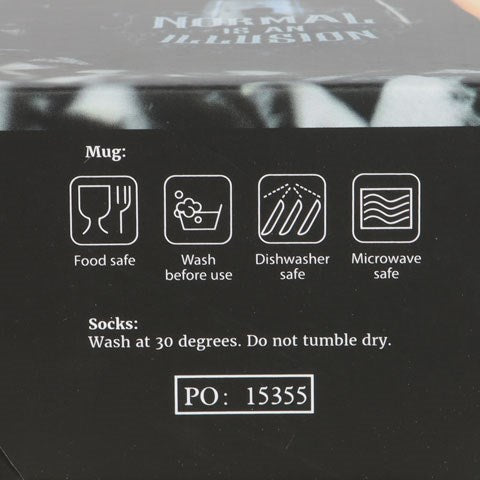 NORMAL
IS AN
ILLUSION
Mug:
Food safe
Wash
before use
Dishwasher
safe
Microwave
safe
Socks:
Wash at 30 degrees. Do not tumble dry.
PO: 15355